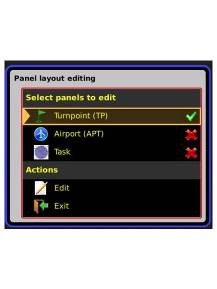 Panel layout editing
Select panels to edit
Turnpoint (TP)
Airport (APT)
Task
Actions
Edit
Exit